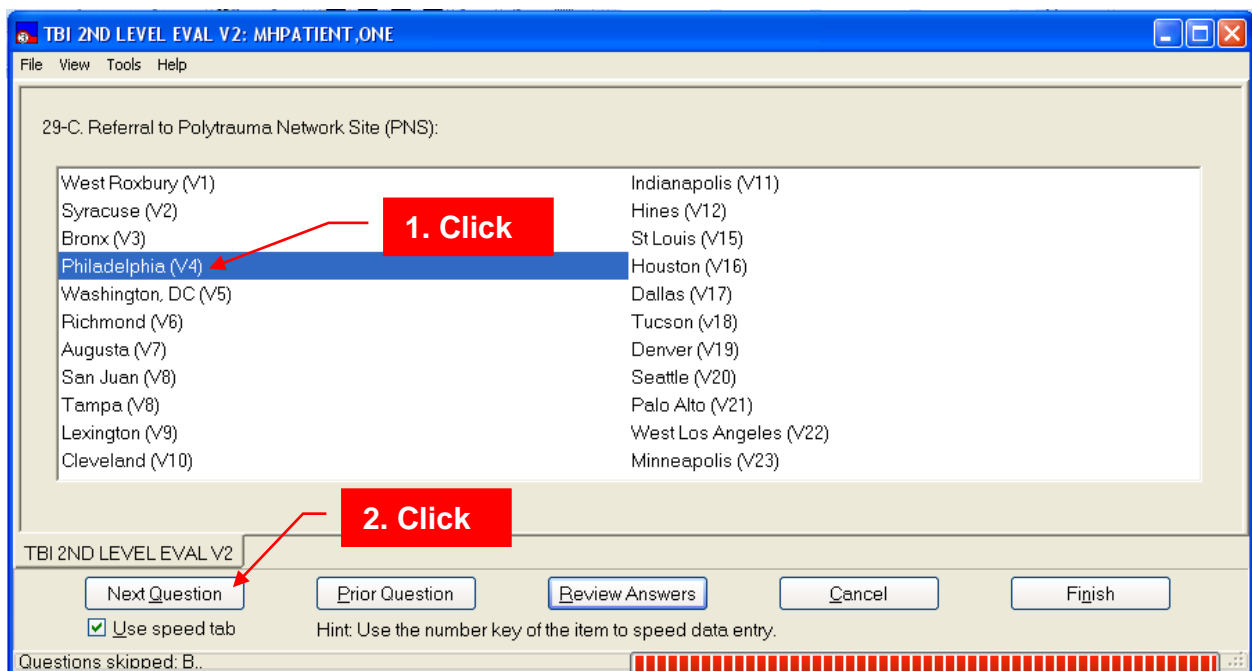 TBI 2ND LEVEL EVAL V2: MHPATIENT,ONE
File View Tools Help
29-C. Referral to Polytrauma Network Site (PNS):
West Roxbury (V1)
Syracuse (V2)
Bronx (V3)
Philadelphia (V4)
Washington, DC (V5)
Richmond (V6)
Augusta (V7)
San Juan (V8)
Tampa (V8)
Lexington (V9)
Cleveland (V10)
Indianapolis (V11)
Hines (V12)
St Louis (V15)
Houston (V16)
Dallas (V17)
Tucson (v18)
Denver (V19)
Seattle (V20)
Palo Alto (V21)
West Los Angeles (V22)
Minneapolis (V23)
1. Click
2. Click
TBI 2ND LEVEL EVAL V2
Next Question Prior Question Review Answers Cancel Finish
Use speed tab Hint: Use the number key of the item to speed data entry.
Questions skipped: B..